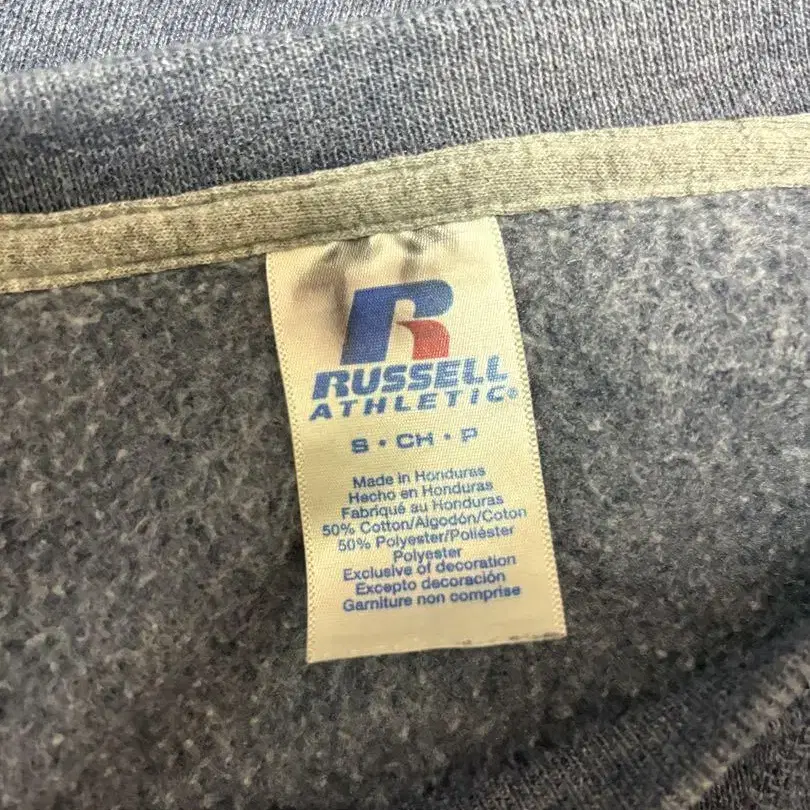 R
RUSSELL
ATHLETIC®
S • CH • P
Made in Honduras
Hecho en Honduras
Fabriqué au Honduras
50% Cotton/Algodón/Coton
50% Polyester/Poliéster
Polyester
Exclusive of decoration
Excepto decoración
Garniture non comprise